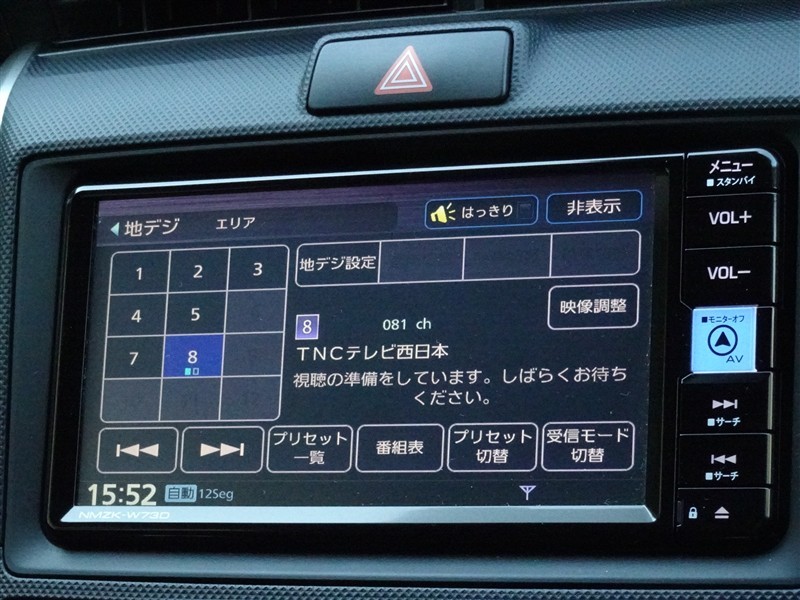 メニュー
■スタンバイ
VOL+
VOL−
■モニターオフ
AV
■サーチ
■サーチ
地デジ
エリア
はっきり
非表示
1 2 3
4 5
7 8
地デジ設定
映像調整
8 081 ch
TNCテレビ西日本
視聴の準備をしています。しばらくお待ち
ください。
プリセット
一覧
番組表
プリセット
切替
受信モード
切替
15:52 自動 12Seg
NMZK-W73D